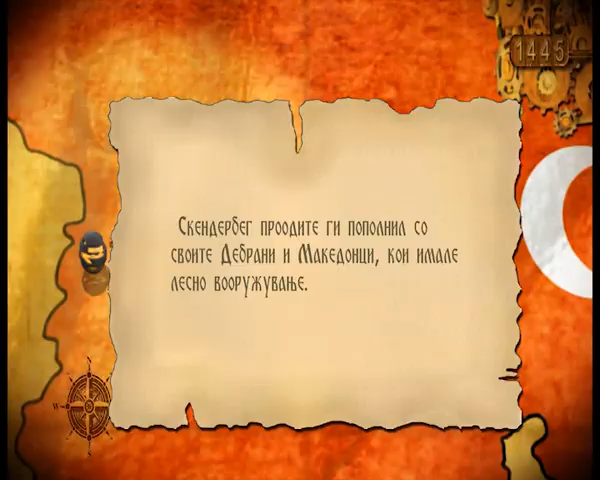 1445
Скендербег проодите ги пополнил со
своите Дебрани и Македонци, кои имале
лесно вооружување.
W